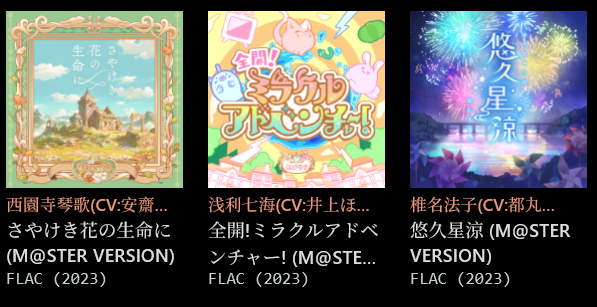 さやけき
花の
生命に
全開!
ミラクル
アドベンチャー!
悠久星涼
西園寺琴歌(CV:安齋…
さやけき花の生命に
(M@STER VERSION)
FLAC (2023)
浅利七海(CV:井上ほ…
全開!ミラクルアドベ
ンチャー! (M@STE…
FLAC (2023)
椎名法子(CV:都丸…
悠久星涼 (M@STER
VERSION)
FLAC (2023)